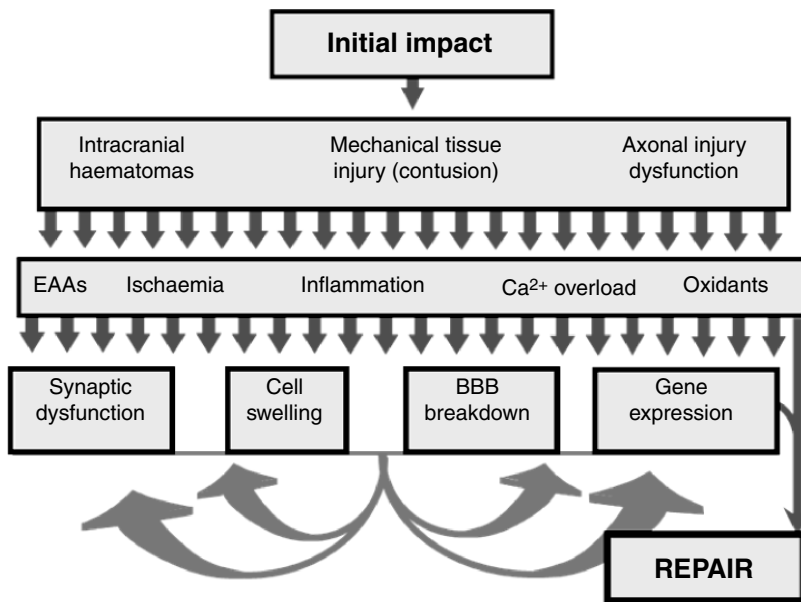 Initial impact
Intracranial
haematomas
Mechanical tissue
injury (contusion)
Axonal injury
dysfunction
EAAs
Ischaemia
Inflammation
Ca²⁺ overload
Oxidants
Synaptic
dysfunction
Cell
swelling
BBB
breakdown
Gene
expression
REPAIR